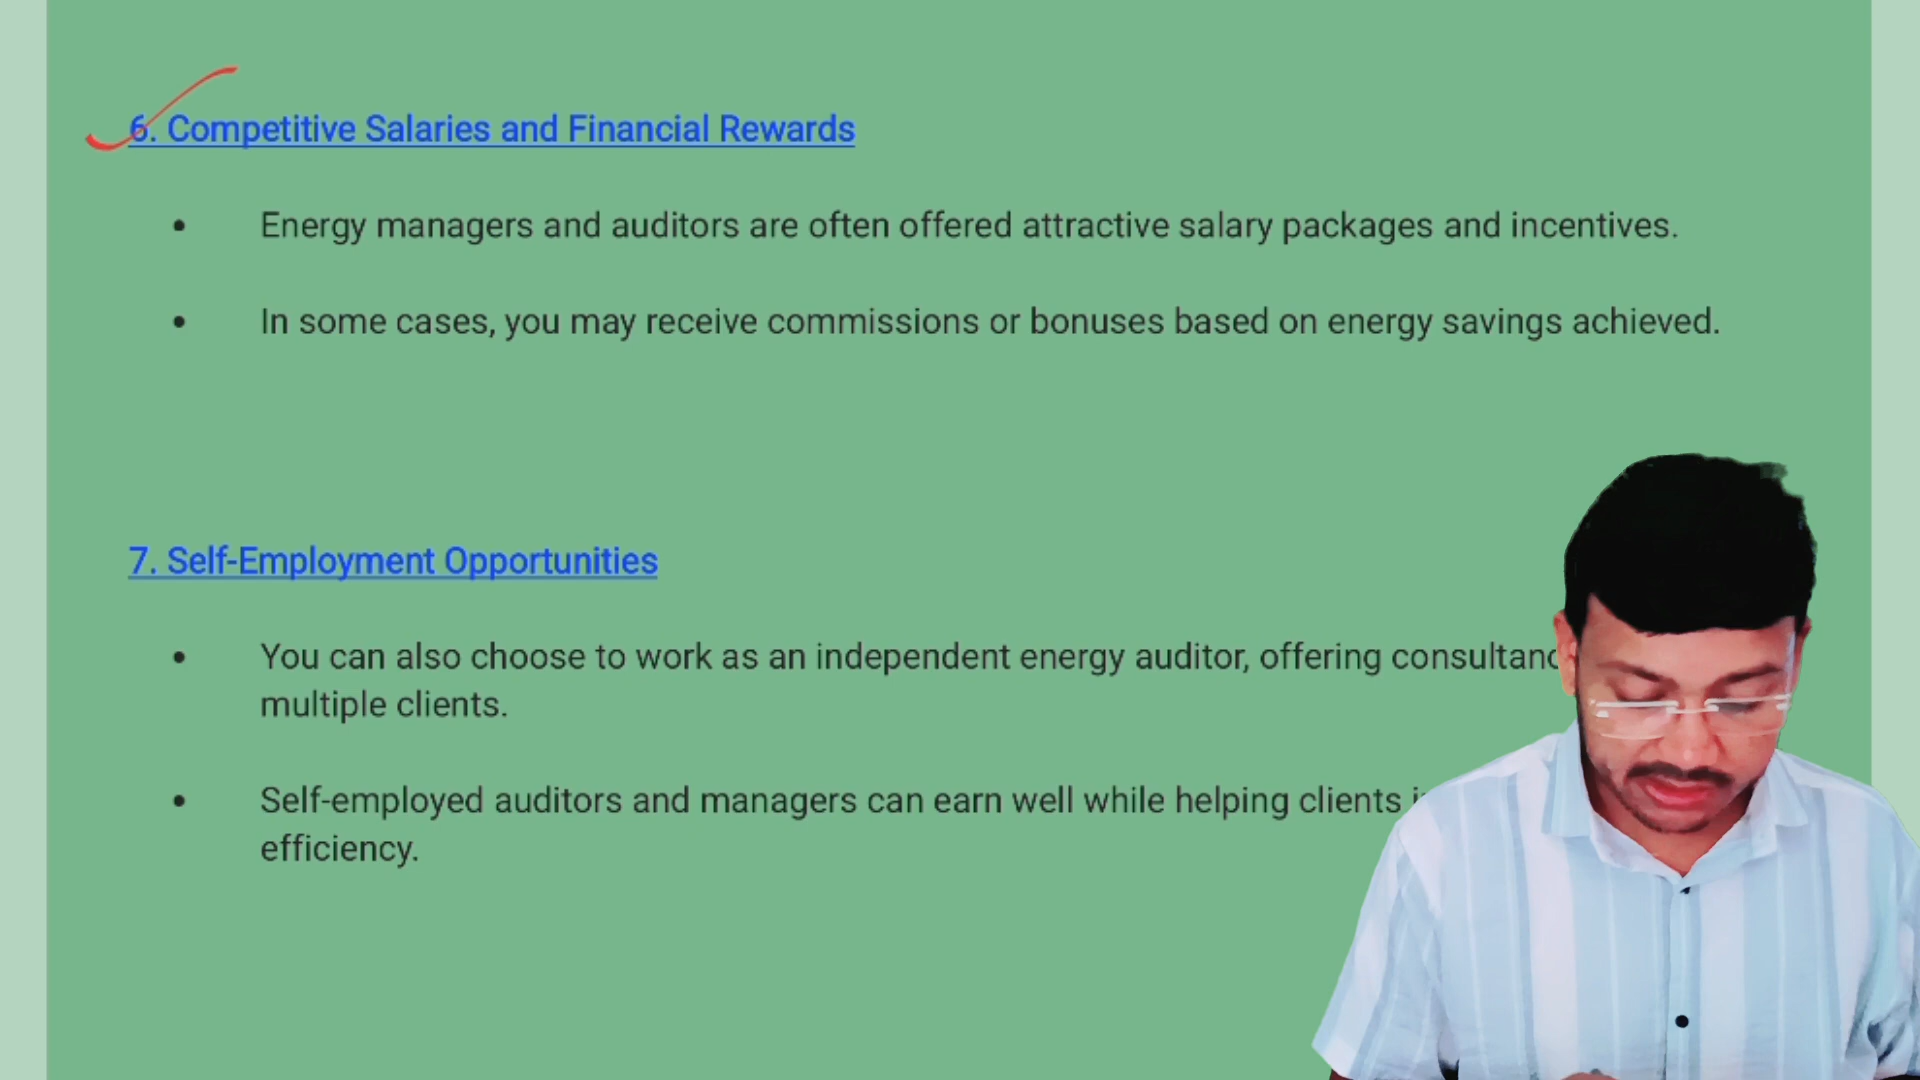 6. Competitive Salaries and Financial Rewards
• Energy managers and auditors are often offered attractive salary packages and incentives.
• In some cases, you may receive commissions or bonuses based on energy savings achieved.
7. Self-Employment Opportunities
• You can also choose to work as an independent energy auditor, offering
multiple clients.
• Self-employed auditors and managers can earn well while helping clients
efficiency.